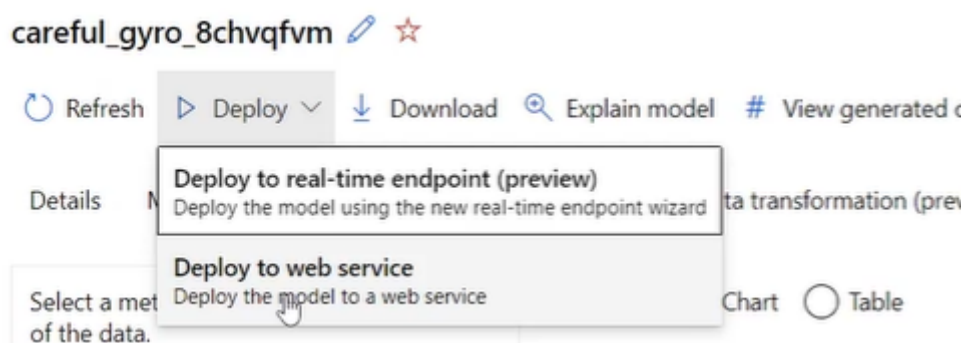 careful_gyro_8chvqfvm
Refresh Deploy Download Explain model # View generated
Deploy to real-time endpoint (preview)
Details Deploy the model using the new real-time endpoint wizard ta transformation (prev
Deploy to web service
Select a met Deploy the model to a web service Chart Table
of the data.